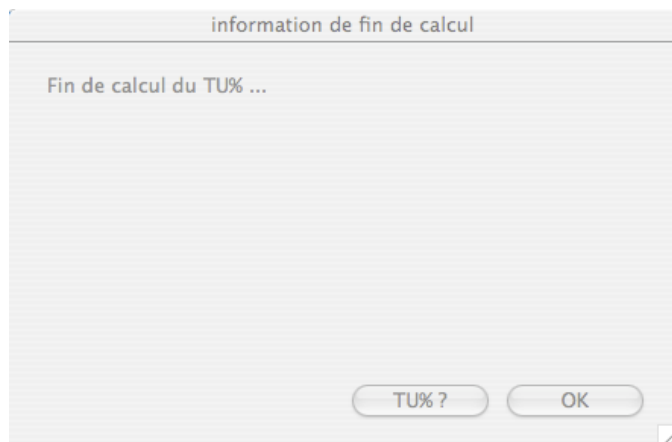 information de fin de calcul
Fin de calcul du TU% ...
TU% ?
OK